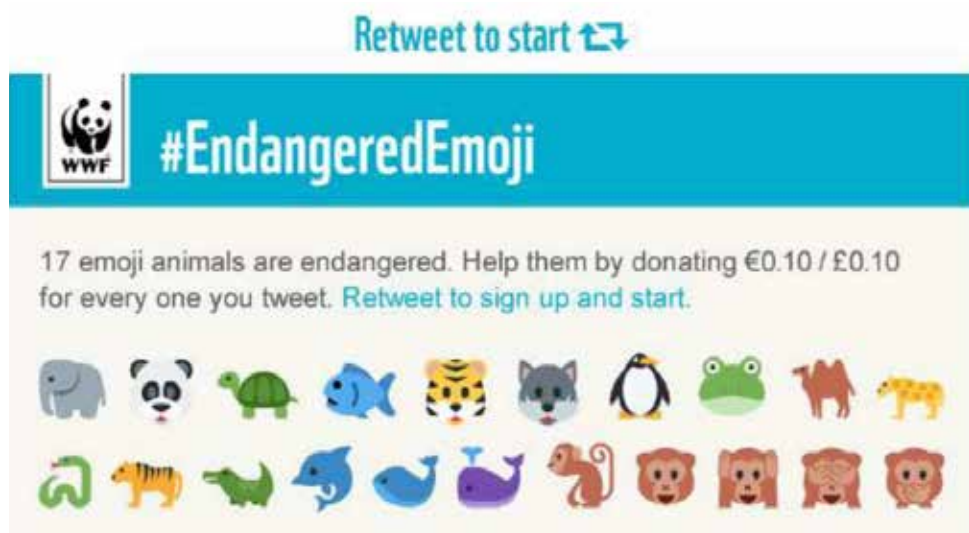 Retweet to start
WWF
#EndangeredEmoji
17 emoji animals are endangered. Help them by donating €0.10 / £0.10
for every one you tweet. Retweet to sign up and start.